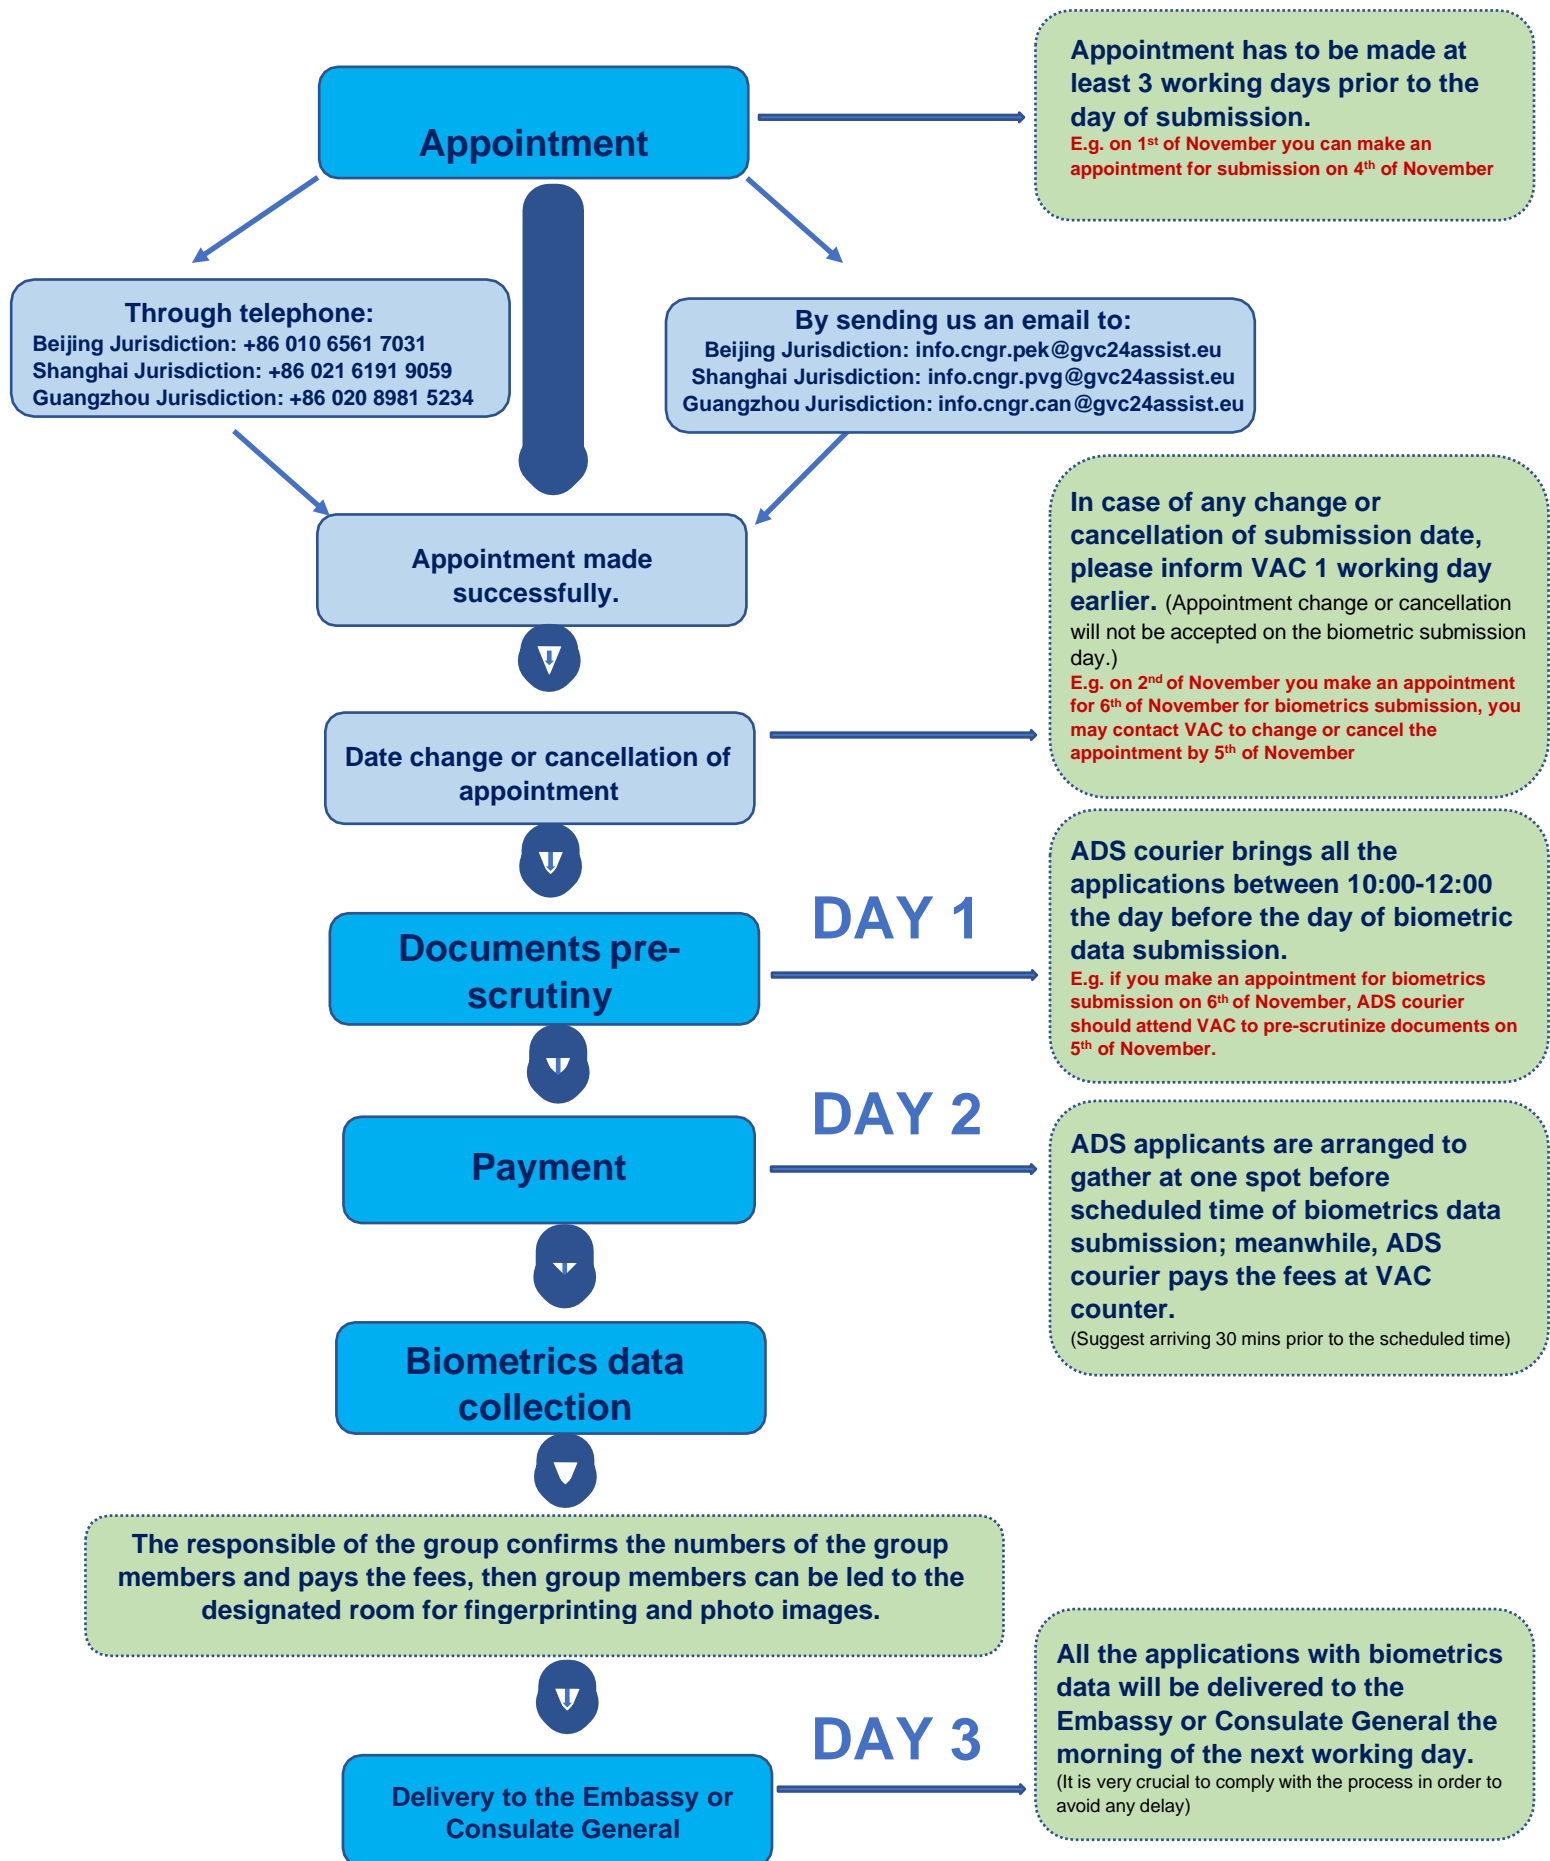 Appointment
Appointment has to be made at
least 3 working days prior to the
day of submission.
E.g. on 1st of November you can make an
appointment for submission on 4th of November
Through telephone:
Beijing Jurisdiction: +86 010 6561 7031
Shanghai Jurisdiction: +86 021 6191 9059
Guangzhou Jurisdiction: +86 020 8981 5234
By sending us an email to:
Beijing Jurisdiction: info.cngr.pek@gvc24assist.eu
Shanghai Jurisdiction: info.cngr.pvg@gvc24assist.eu
Guangzhou Jurisdiction: info.cngr.can@gvc24assist.eu
Appointment made
successfully.
In case of any change or
cancellation of submission date,
please inform VAC 1 working day
earlier. (Appointment change or cancellation
will not be accepted on the biometric submission
day.)
E.g. on 2nd of November you make an appointment
for 6th of November for biometrics submission, you
may contact VAC to change or cancel the
appointment by 5th of November
Date change or cancellation of
appointment
Documents pre-
scrutiny
DAY 1
ADS courier brings all the
applications between 10:00-12:00
the day before the day of biometric
data submission.
E.g. if you make an appointment for biometrics
submission on 6th of November, ADS courier
should attend VAC to pre-scrutinize documents on
5th of November.
Payment
DAY 2
ADS applicants are arranged to
gather at one spot before
scheduled time of biometrics data
submission; meanwhile, ADS
courier pays the fees at VAC
counter.
(Suggest arriving 30 mins prior to the scheduled time)
Biometrics data
collection
The responsible of the group confirms the numbers of the group
members and pays the fees, then group members can be led to the
designated room for fingerprinting and photo images.
Delivery to the Embassy or
Consulate General
DAY 3
All the applications with biometrics
data will be delivered to the
Embassy or Consulate General the
morning of the next working day.
(It is very crucial to comply with the process in order to
avoid any delay)